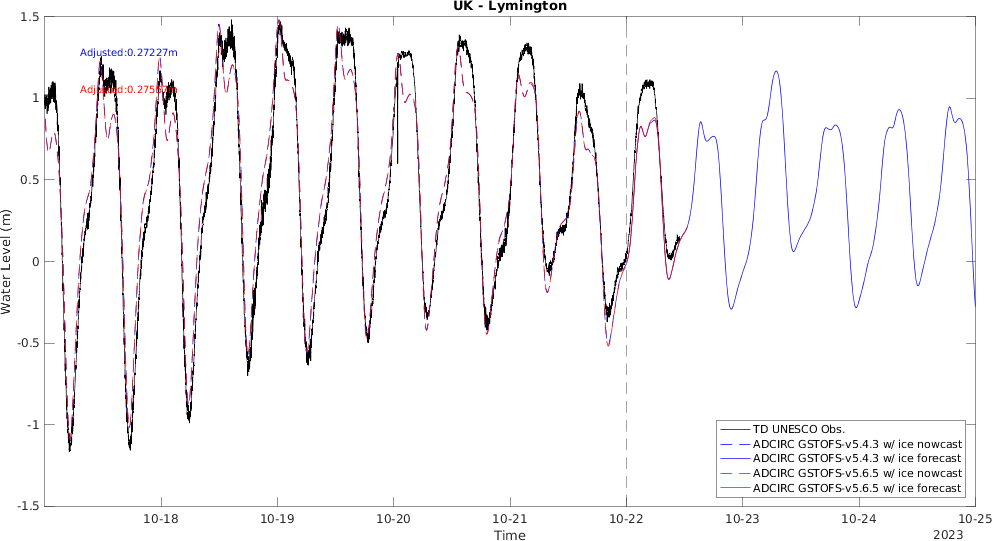 UK - Lymington
Adjusted:0.27227m
1.5
1
0.5
0
-0.5
-1
-1.5
Water Level (m)
10-18
10-19
10-20
10-21
10-22
10-23
10-24
10-25
Time
2023
TD UNESCO Obs.
ADCIRC GSTOFS-v5.4.3 w/ ice nowcast
ADCIRC GSTOFS-v5.4.3 w/ ice forecast
ADCIRC GSTOFS-v5.6.5 w/ ice nowcast
ADCIRC GSTOFS-v5.6.5 w/ ice forecast